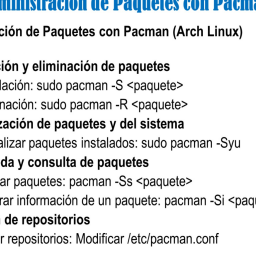 ministración de Paquetes con Pacma
ción de Paquetes con Pacman (Arch Linux)
ión y eliminación de paquetes
lación: sudo pacman -S <paquete>
nación: sudo pacman -R <paquete>
ización de paquetes y del sistema
alizar paquetes instalados: sudo pacman -Syu
da y consulta de paquetes
ar paquetes: pacman -Ss <paquete>
rar información de un paquete: pacman -Si <paq
de repositorios
r repositorios: Modificar /etc/pacman.conf